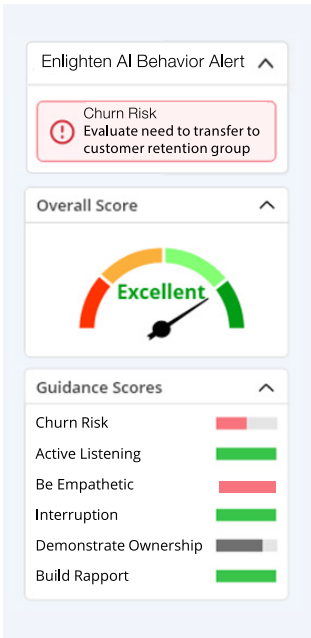 Enlighten AI Behavior Alert
Churn Risk
Evaluate need to transfer to
customer retention group
Overall Score
Excellent
Guidance Scores
Churn Risk
Active Listening
Be Empathetic
Interruption
Demonstrate Ownership
Build Rapport